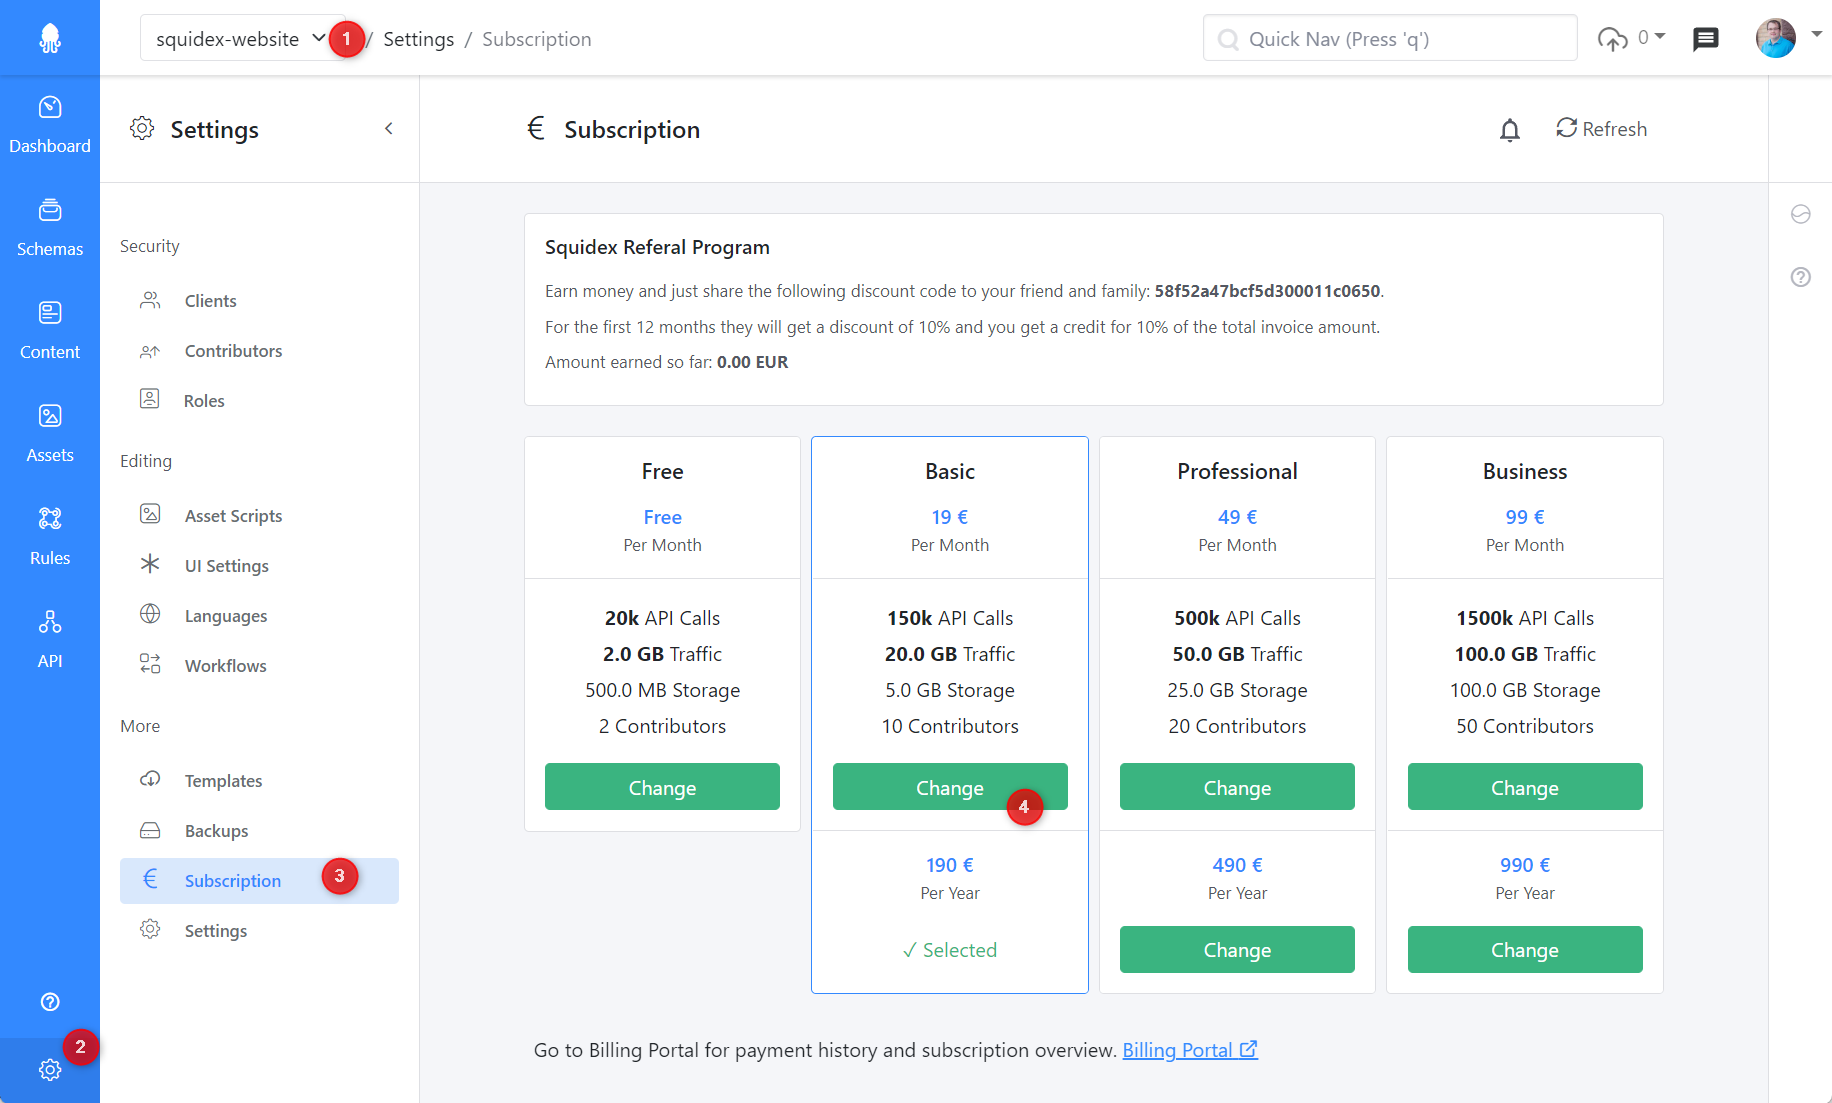 squidex-website 1 / Settings / Subscription
Quick Nav (Press 'q')
0
Dashboard
Schemas
Content
Assets
Rules
API
2
Settings
Security
Clients
Contributors
Roles
Editing
Asset Scripts
UI Settings
Languages
Workflows
More
Templates
Backups
€ Subscription 3
Settings
€ Subscription
Refresh
Squidex Referal Program
Earn money and just share the following discount code to your friend and family: 58f52a47bcf5d300011c0650.
For the first 12 months they will get a discount of 10% and you get a credit for 10% of the total invoice amount.
Amount earned so far: 0.00 EUR
Free
Free
Per Month
20k API Calls
2.0 GB Traffic
500.0 MB Storage
2 Contributors
Change
Basic
19 €
Per Month
150k API Calls
20.0 GB Traffic
5.0 GB Storage
10 Contributors
Change
4
190 €
Per Year
✓ Selected
Professional
49 €
Per Month
500k API Calls
50.0 GB Traffic
25.0 GB Storage
20 Contributors
Change
490 €
Per Year
Change
Business
99 €
Per Month
1500k API Calls
100.0 GB Traffic
100.0 GB Storage
50 Contributors
Change
990 €
Per Year
Change
Go to Billing Portal for payment history and subscription overview. Billing Portal